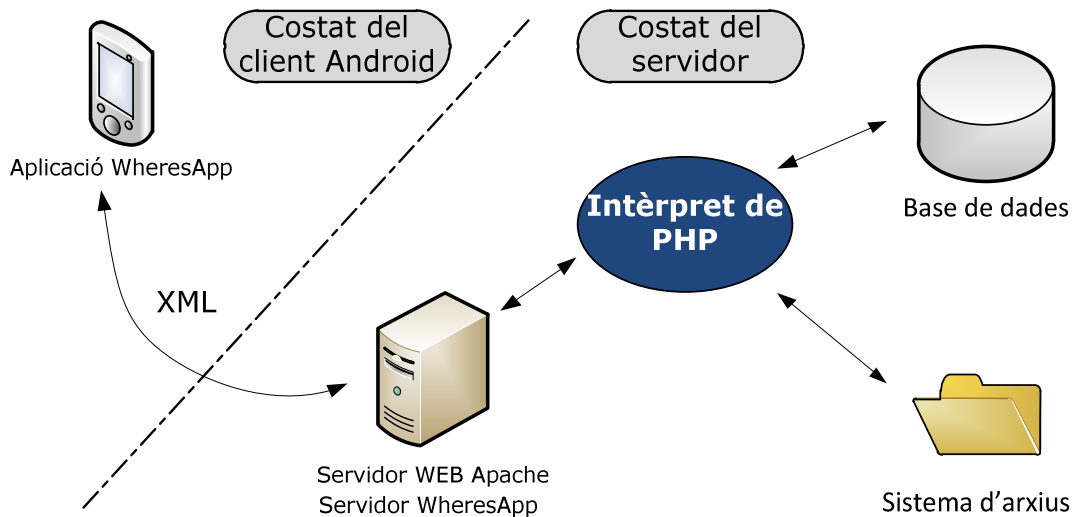 Costat del
client Android
Costat del
servidor
Aplicació WheresApp
Base de dades
Intèrpret de
PHP
XML
Servidor WEB Apache
Servidor WheresApp
Sistema d’arxius